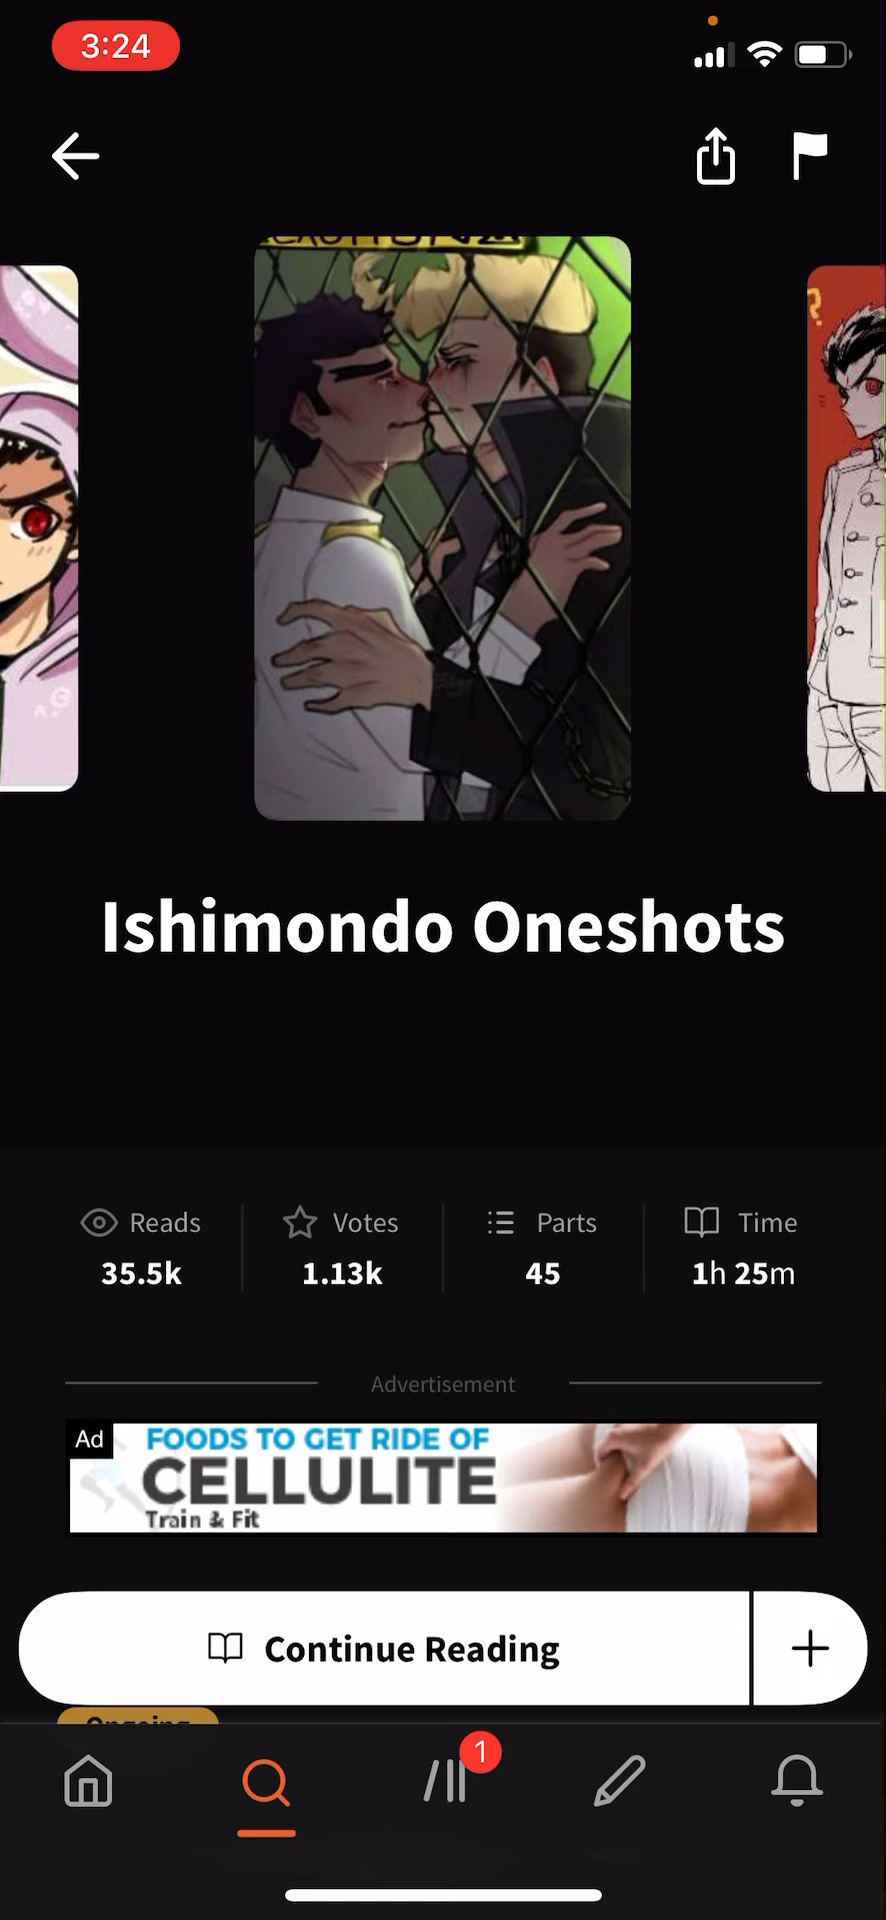 3:24
?
Ishimondo Oneshots
Reads
Votes
Parts
Time
35.5k
1.13k
45
1h 25m
Advertisement
Ad
FOODS TO GET RIDE OF
CELLULITE
Train & Fit
Continue Reading
Ongoing
1